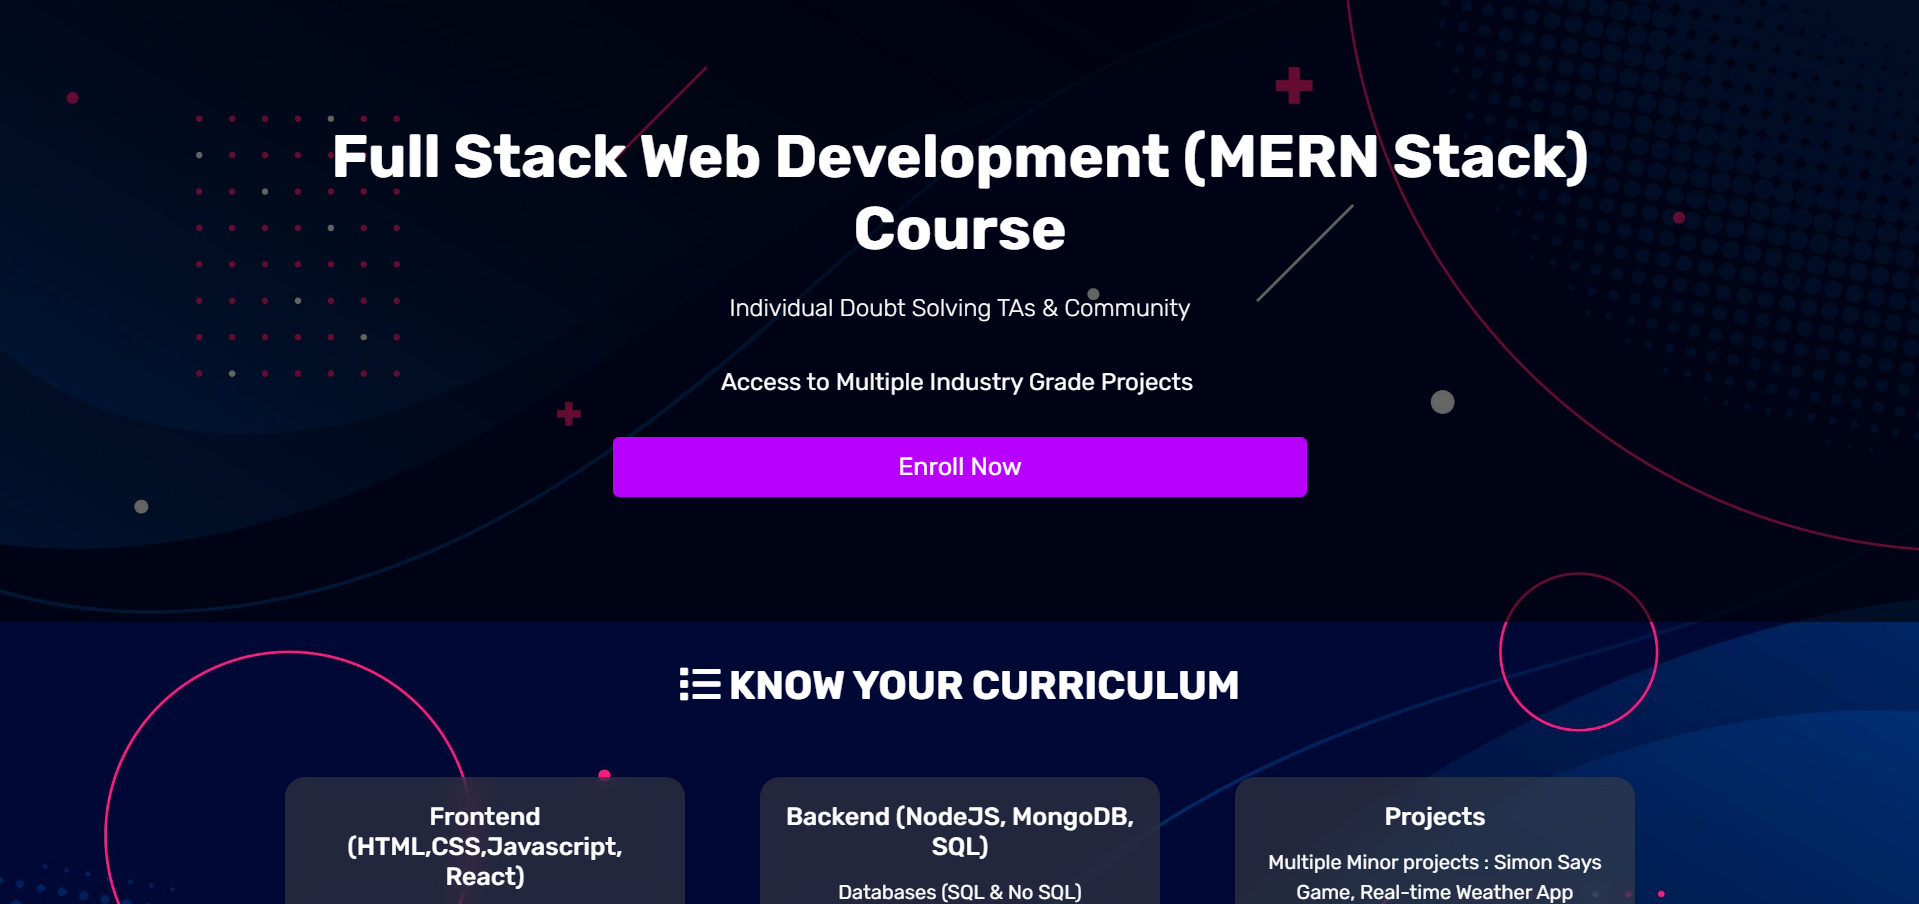 Full Stack Web Development (MERN Stack)
Course
Individual Doubt Solving TAs & Community
Access to Multiple Industry Grade Projects
Enroll Now
KNOW YOUR CURRICULUM
Frontend
(HTML,CSS,Javascript,
React)
Backend (NodeJS, MongoDB,
SQL)
Databases (SQL & No SQL)
Projects
Multiple Minor projects : Simon Says
Game, Real-time Weather App